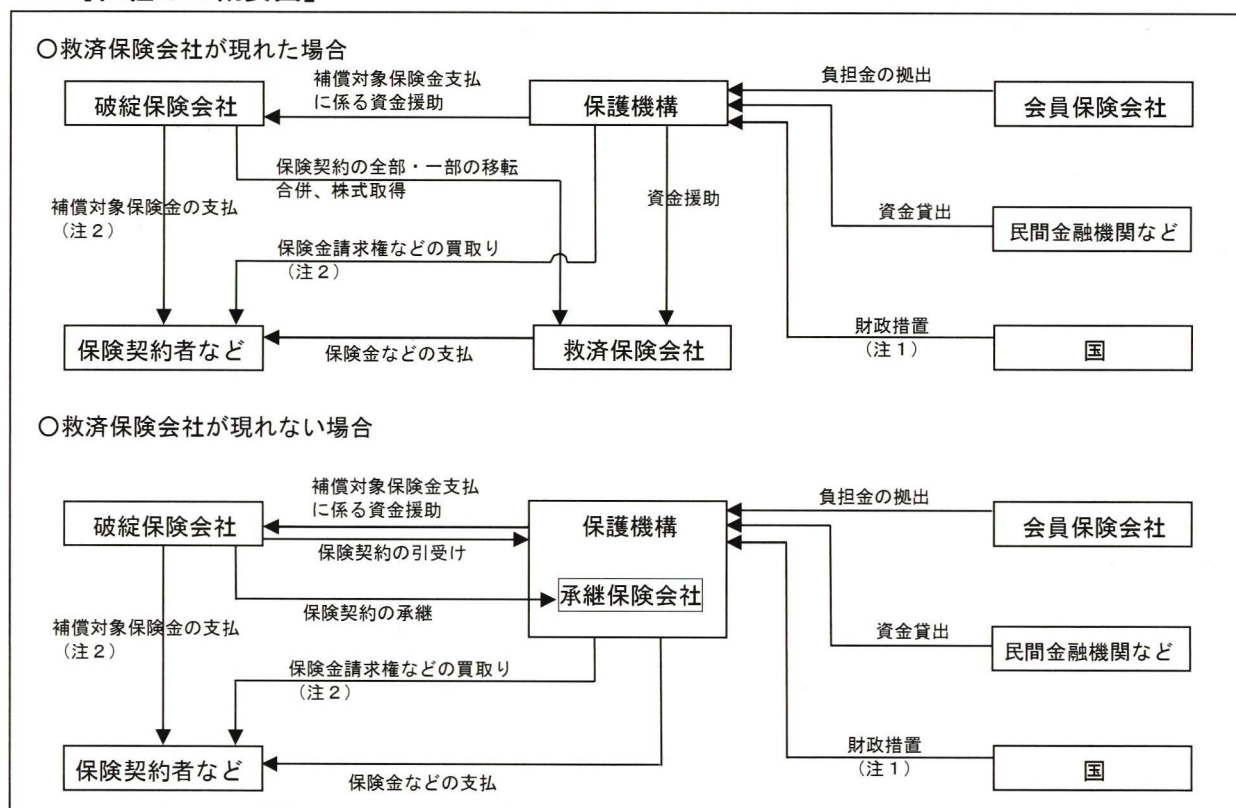 ○救済保険会社が現れた場合
補償対象保険金支払
に係る資金援助
負担金の拠出
破綻保険会社
保護機構
会員保険会社
保険契約の全部・一部の移転
合併、株式取得
補償対象保険金の支払
(注2)
資金援助
資金貸出
民間金融機関など
保険金請求権などの買取り
(注2)
保険契約者など
保険金などの支払
救済保険会社
財政措置
(注1)
国
○救済保険会社が現れない場合
補償対象保険金支払
に係る資金援助
負担金の拠出
破綻保険会社
保護機構
会員保険会社
保険契約の引受け
承継保険会社
保険契約の承継
補償対象保険金の支払
(注2)
資金貸出
民間金融機関など
保険金請求権などの買取り
(注2)
保険契約者など
保険金などの支払
財政措置
(注1)
国